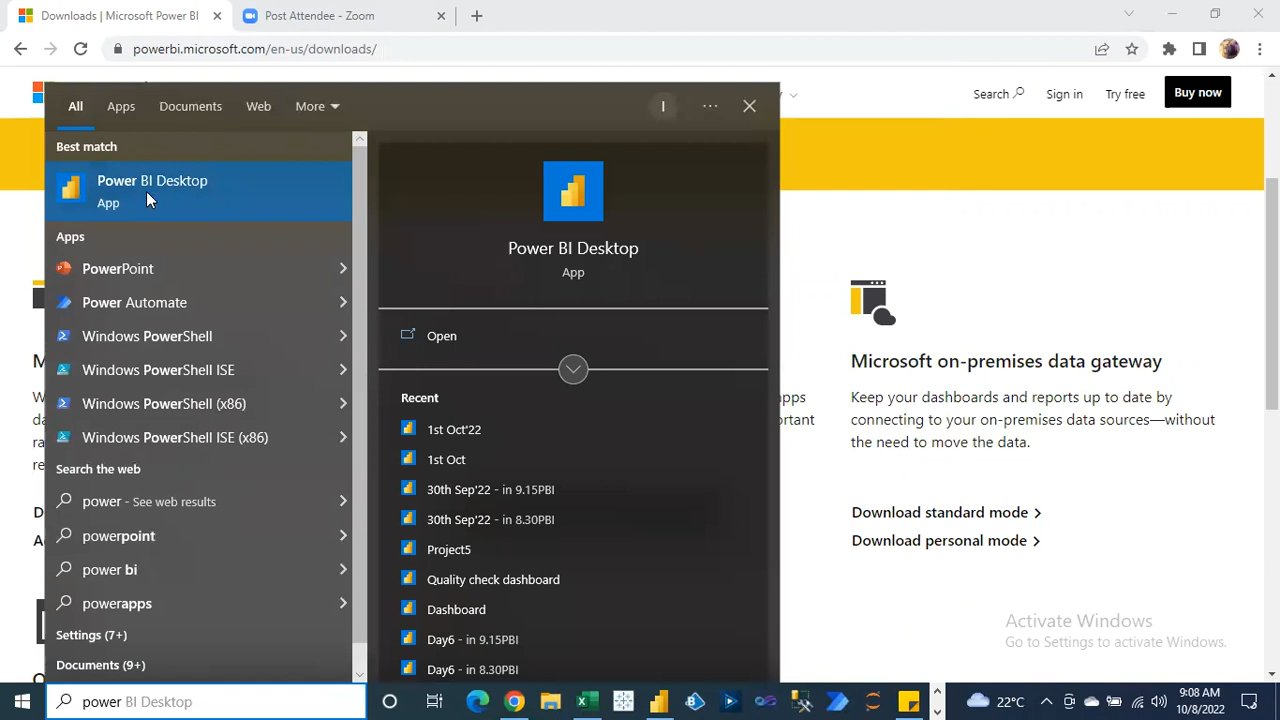 Downloads | Microsoft Power BI
Post Attendee - Zoom
powerbi.microsoft.com/en-us/downloads/
All
Apps
Documents
Web
More
I
Search
Sign in
Try free
Buy now
Best match
Power BI Desktop
App
Apps
PowerPoint
Power Automate
Windows PowerShell
Windows PowerShell ISE
Windows PowerShell (x86)
Windows PowerShell ISE (x86)
Search the web
power - See web results
powerpoint
power bi
powerapps
Settings (7+)
Documents (9+)
power BI Desktop
Power BI Desktop
App
Open
Recent
1st Oct'22
1st Oct
30th Sep'22 - in 9.15PBI
30th Sep'22 - in 8.30PBI
Project5
Quality check dashboard
Dashboard
Day6 - in 9.15PBI
Day6 - in 8.30PBI
apps
ortant
Microsoft on-premises data gateway
Keep your dashboards and reports up to date by
connecting to your on-premises data sources—without
the need to move the data.
Download standard mode
Download personal mode
Activate Windows
Go to Settings to activate Windows.
22°C
9:08 AM
10/8/2022